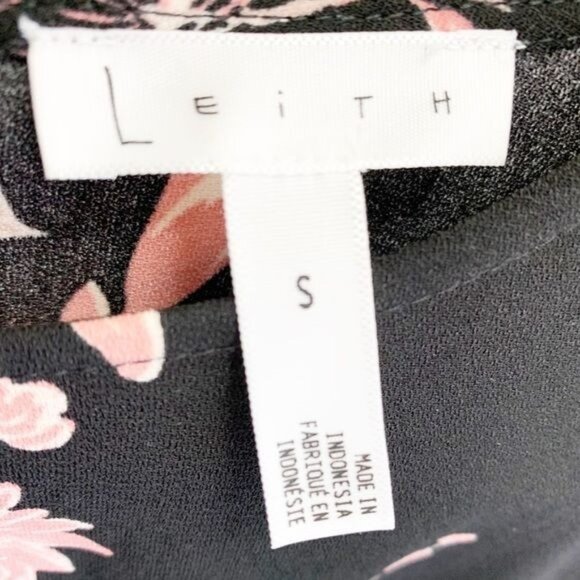 LEiTH
S
MADE IN
INDONESIA
FABRIQUÉ EN
INDONÉSIE